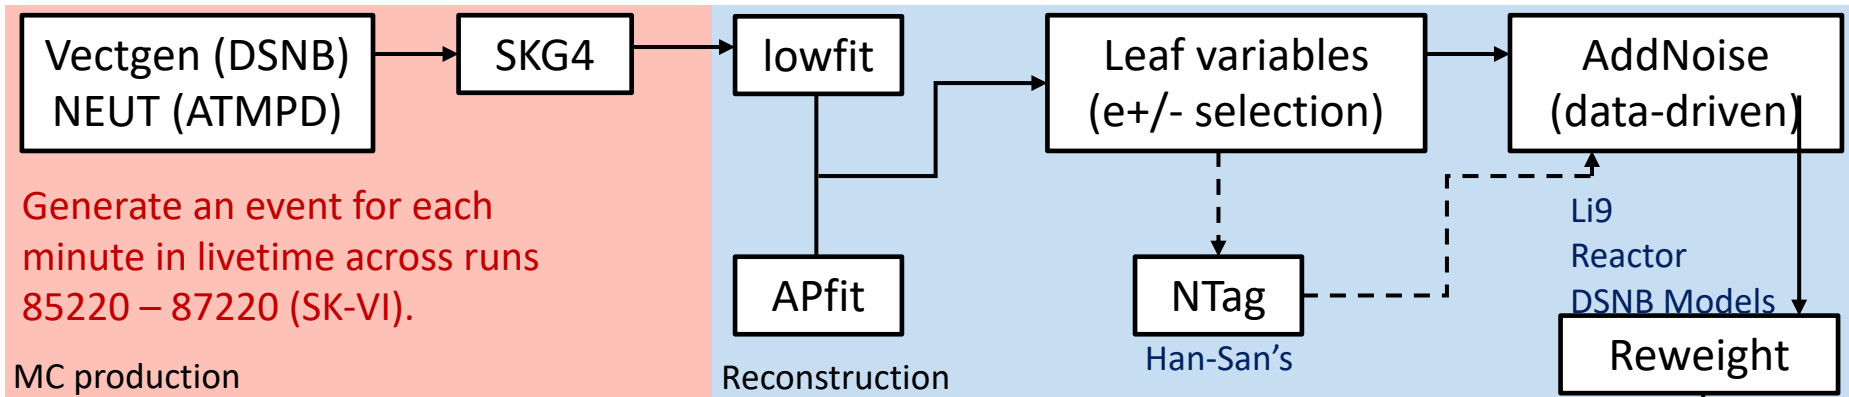 Vectgen (DSNB)
NEUT (ATMPD)
SKG4
Generate an event for each
minute in livetime across runs
85220 – 87220 (SK-VI).
MC production
lowfit
APfit
Reconstruction
Leaf variables
(e+/- selection)
NTag
Han-San’s
AddNoise
(data-driven)
Li9
Reactor
DSNB Models
Reweight